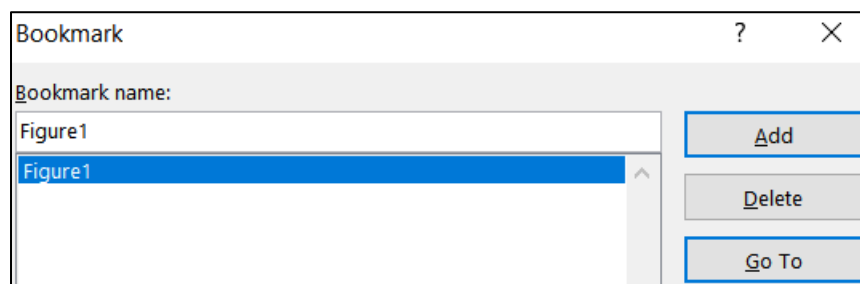 Bookmark ?
Bookmark name:
Figure1
Add
Figure1
Delete
Go To